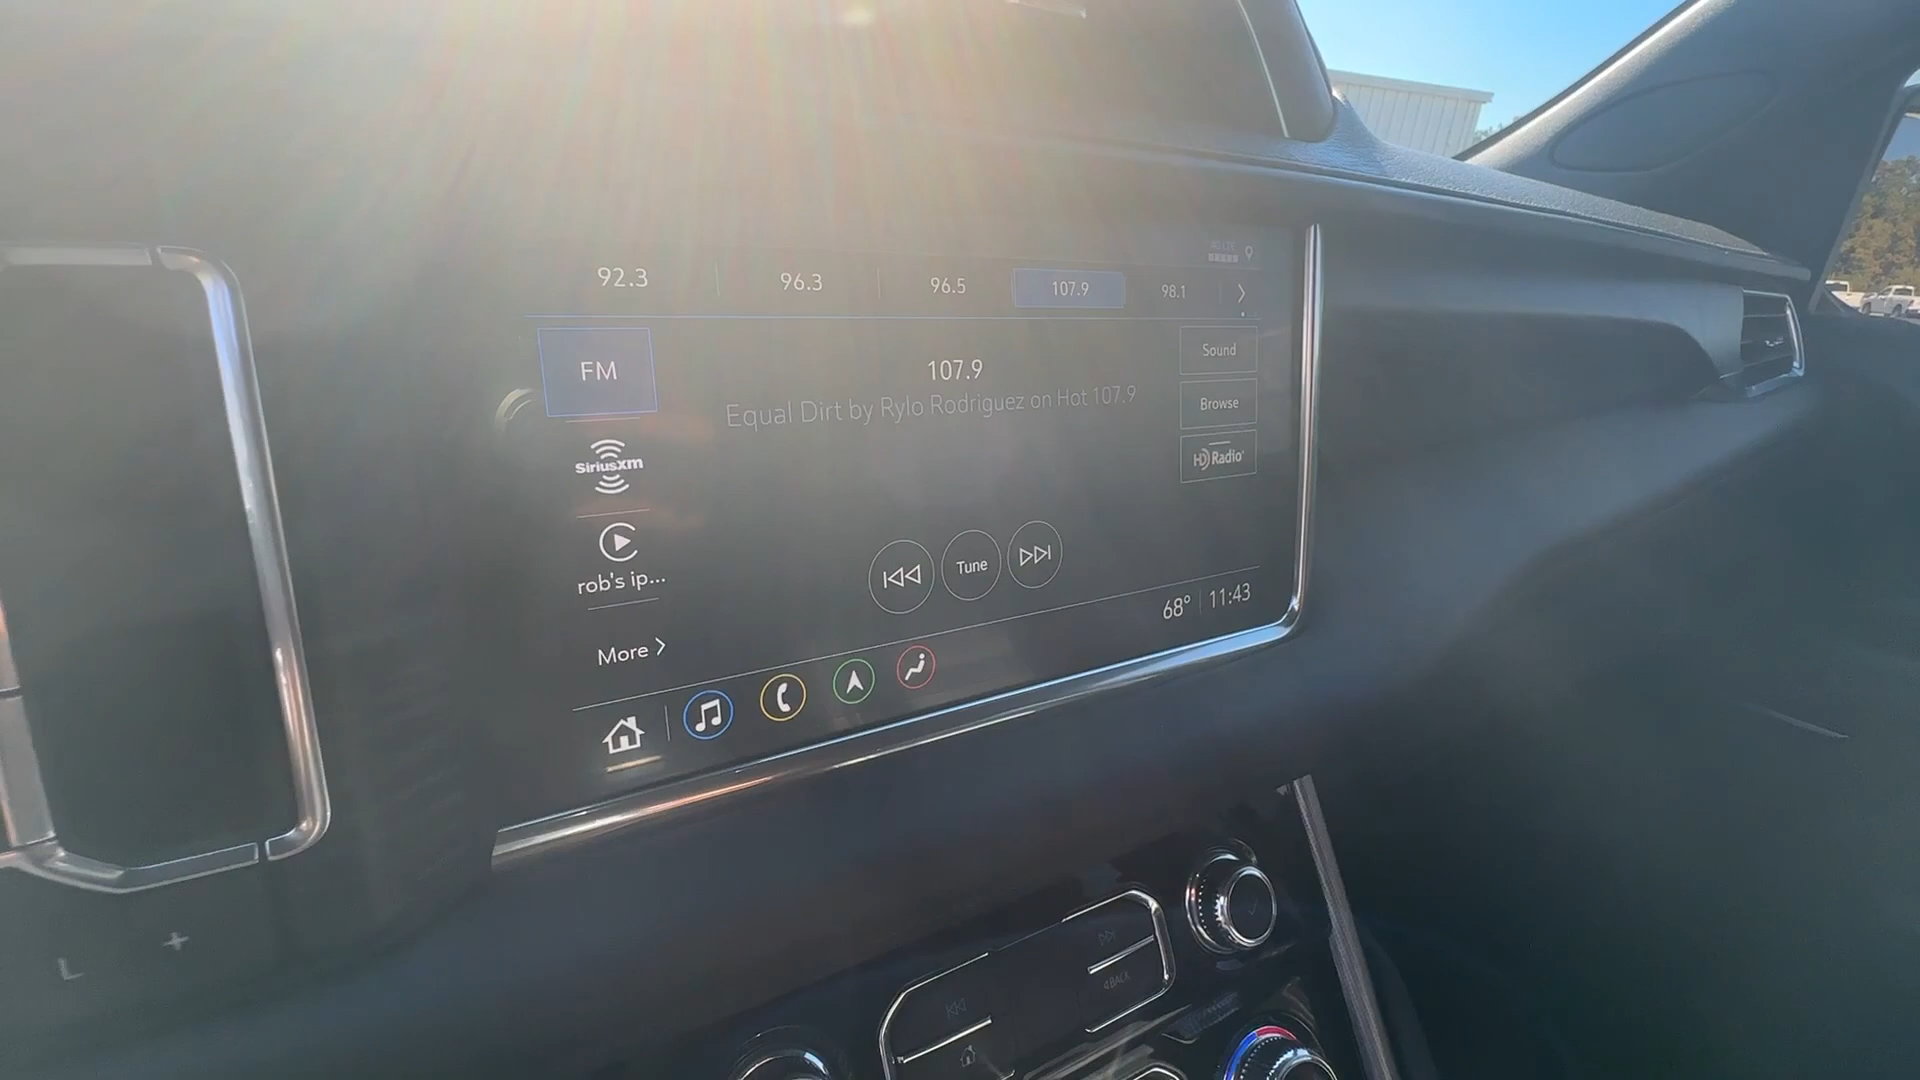 92.3
96.3
96.5
107.9
98.1
FM
107.9
Sound
Equal Dirt by Rylo Rodriguez on Hot 107.9
Browse
SiriusXM
HD Radio
rob's ip...
Tune
68° 11:43
More
L +
BACK